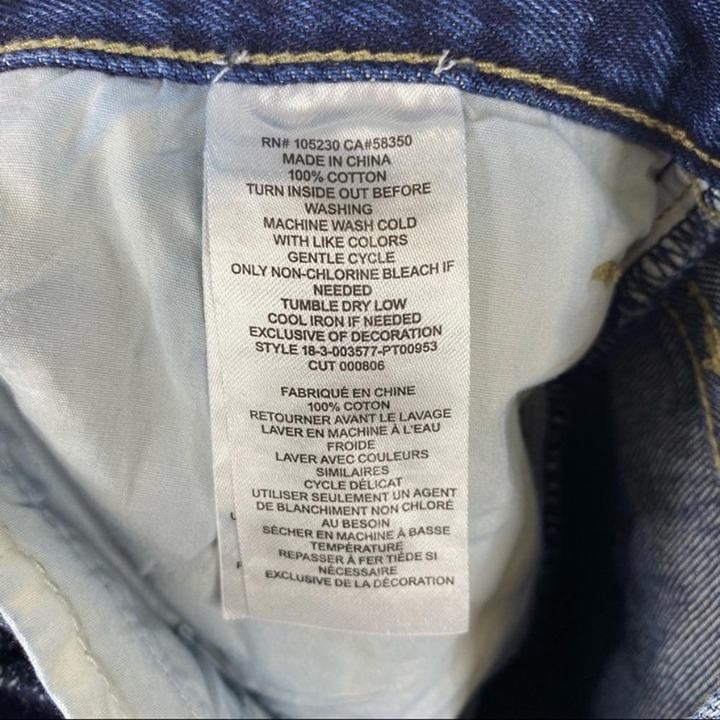 RN# 105230 CA#58350
MADE IN CHINA
100% COTTON
TURN INSIDE OUT BEFORE
WASHING
MACHINE WASH COLD
WITH LIKE COLORS
GENTLE CYCLE
ONLY NON-CHLORINE BLEACH IF
NEEDED
TUMBLE DRY LOW
COOL IRON IF NEEDED
EXCLUSIVE OF DECORATION
STYLE 18-3-003577-PT00953
CUT 000806
FABRIQUÉ EN CHINE
100% COTON
RETOURNER AVANT LE LAVAGE
LAVER EN MACHINE À L'EAU
FROIDE
LAVER AVEC COULEURS
SIMILAIRES
CYCLE DÉLICAT
UTILISER SEULEMENT UN AGENT
DE BLANCHIMENT NON CHLORÉ
AU BESOIN
SÉCHER EN MACHINE À BASSE
TEMPÉRATURE
REPASSER À FER TIÈDE SI
NÉCESSAIRE
EXCLUSIVE DE LA DÉCORATION